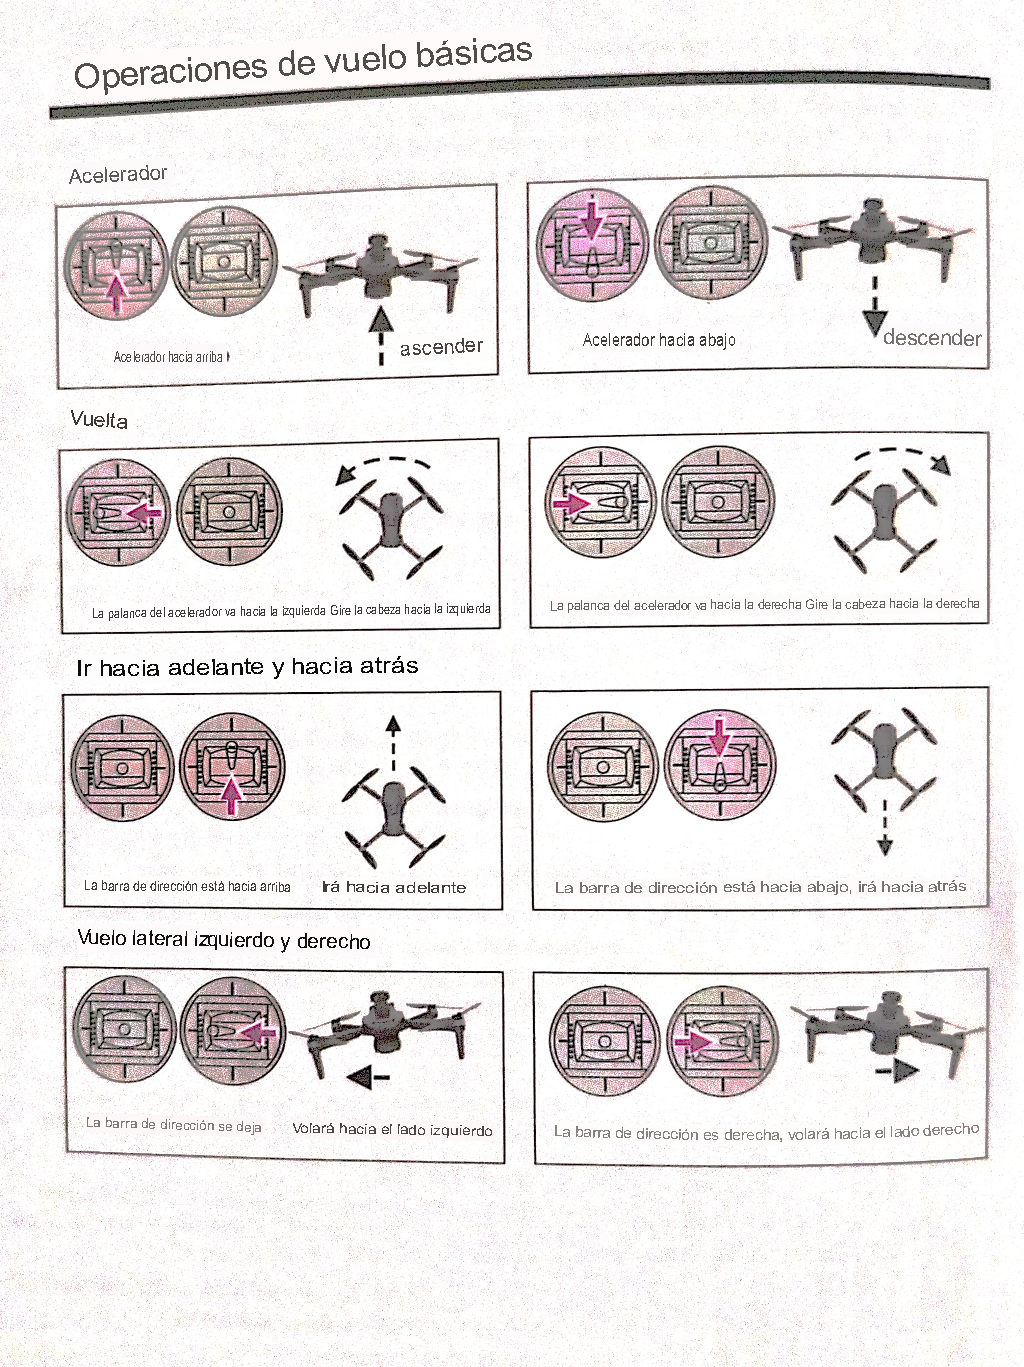 Operaciones de vuelo básicas
Acelerador
Acelerador hacia arriba
ascender
Acelerador hacia abajo
descender
Vuelta
La palanca del acelerador va hacia la izquierda Gire la cabeza hacia la izquierda
La palanca del acelerador va hacia la derecha Gire la cabeza hacia la derecha
Ir hacia adelante y hacia atrás
La barra de dirección está hacia arriba
Irá hacia adelante
La barra de dirección está hacia abajo, irá hacia atrás
Vuelo lateral izquierdo y derecho
La barra de dirección se deja
Volará hacia el lado izquierdo
La barra de dirección es derecha, volará hacia el lado derecho